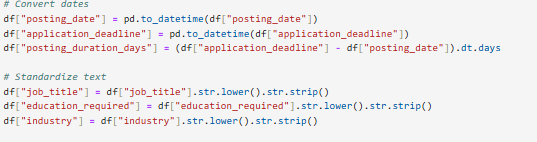 # Convert dates
df["posting_date"] = pd.to_datetime(df["posting_date"])
df["application_deadline"] = pd.to_datetime(df["application_deadline"])
df["posting_duration_days"] = (df["application_deadline"] - df["posting_date"]).dt.days
# Standardize text
df["job_title"] = df["job_title"].str.lower().str.strip()
df["education_required"] = df["education_required"].str.lower().str.strip()
df["industry"] = df["industry"].str.lower().str.strip()